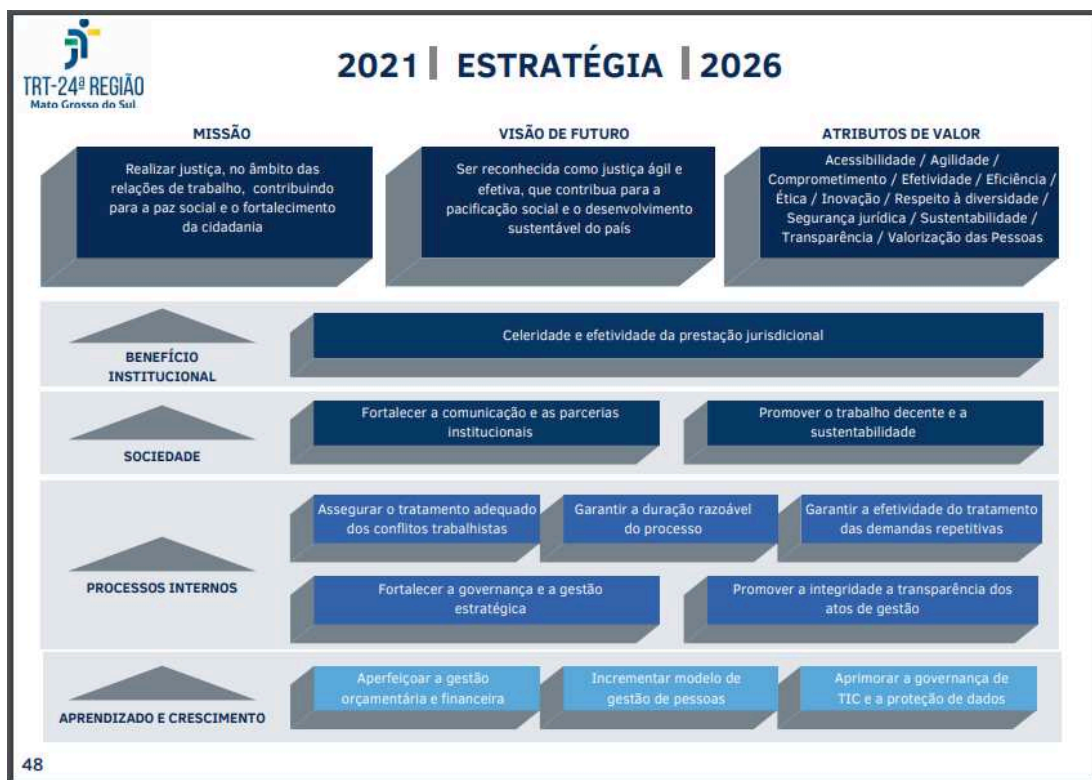 TRT-24ª REGIÃO
Mato Grosso do Sul
2021 | ESTRATÉGIA | 2026
MISSÃO
Realizar justiça, no âmbito das
relações de trabalho, contribuindo
para a paz social e o fortalecimento
da cidadania
VISÃO DE FUTURO
Ser reconhecida como justiça ágil e
efetiva, que contribua para a
pacificação social e o desenvolvimento
sustentável do país
ATRIBUTOS DE VALOR
Acessibilidade / Agilidade /
Comprometimento / Efetividade / Eficiência /
Ética / Inovação / Respeito à diversidade /
Segurança jurídica / Sustentabilidade /
Transparência / Valorização das Pessoas
BENEFÍCIO
INSTITUCIONAL
Celeridade e efetividade da prestação jurisdicional
SOCIEDADE
Fortalecer a comunicação e as parcerias
institucionais
Promover o trabalho decente e a
sustentabilidade
PROCESSOS INTERNOS
Assegurar o tratamento adequado
dos conflitos trabalhistas
Garantir a duração razoável
do processo
Garantir a efetividade do tratamento
das demandas repetitivas
Fortalecer a governança e a gestão
estratégica
Promover a integridade a transparência dos
atos de gestão
APRENDIZADO E CRESCIMENTO
Aperfeiçoar a gestão
orçamentária e financeira
Incrementar modelo de
gestão de pessoas
Aprimorar a governança de
TIC e a proteção de dados
48